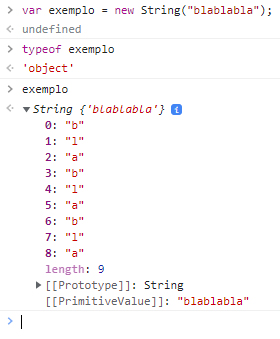 var exemplo = new String("blablabla");
undefined
typeof exemplo
'object'
exemplo
String {'blablabla'} i
0: "b"
1: "l"
2: "a"
3: "b"
4: "l"
5: "a"
6: "b"
7: "l"
8: "a"
length: 9
[[Prototype]]: String
[[PrimitiveValue]]: "blablabla"